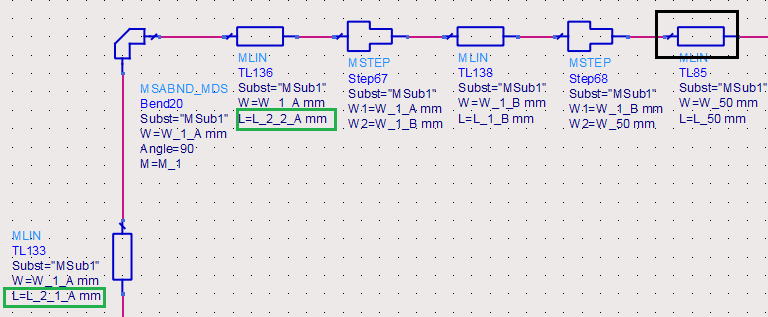 MSABND_MDS
Bend20
Subst="MSub1"
W=W_1_A mm
Angle=90
M=M_1
MLIN
TL136
Subst="MSub1"
W=W_1_A mm
L=L_2_2_A mm
MSTEP
Step67
Subst="MSub1"
W1=W_1_A mm
W2=W_1_B mm
MLIN
TL138
Subst="MSub1"
W=W_1_B mm
L=L_1_B mm
MSTEP
Step68
Subst="MSub1"
W1=W_1_B mm
W2=W_50 mm
MLIN
TL85
Subst="MSub1"
W=W_50 mm
L=L_50 mm
MLIN
TL133
Subst="MSub1"
W=W_1_A mm
L=L_2_1_A mm